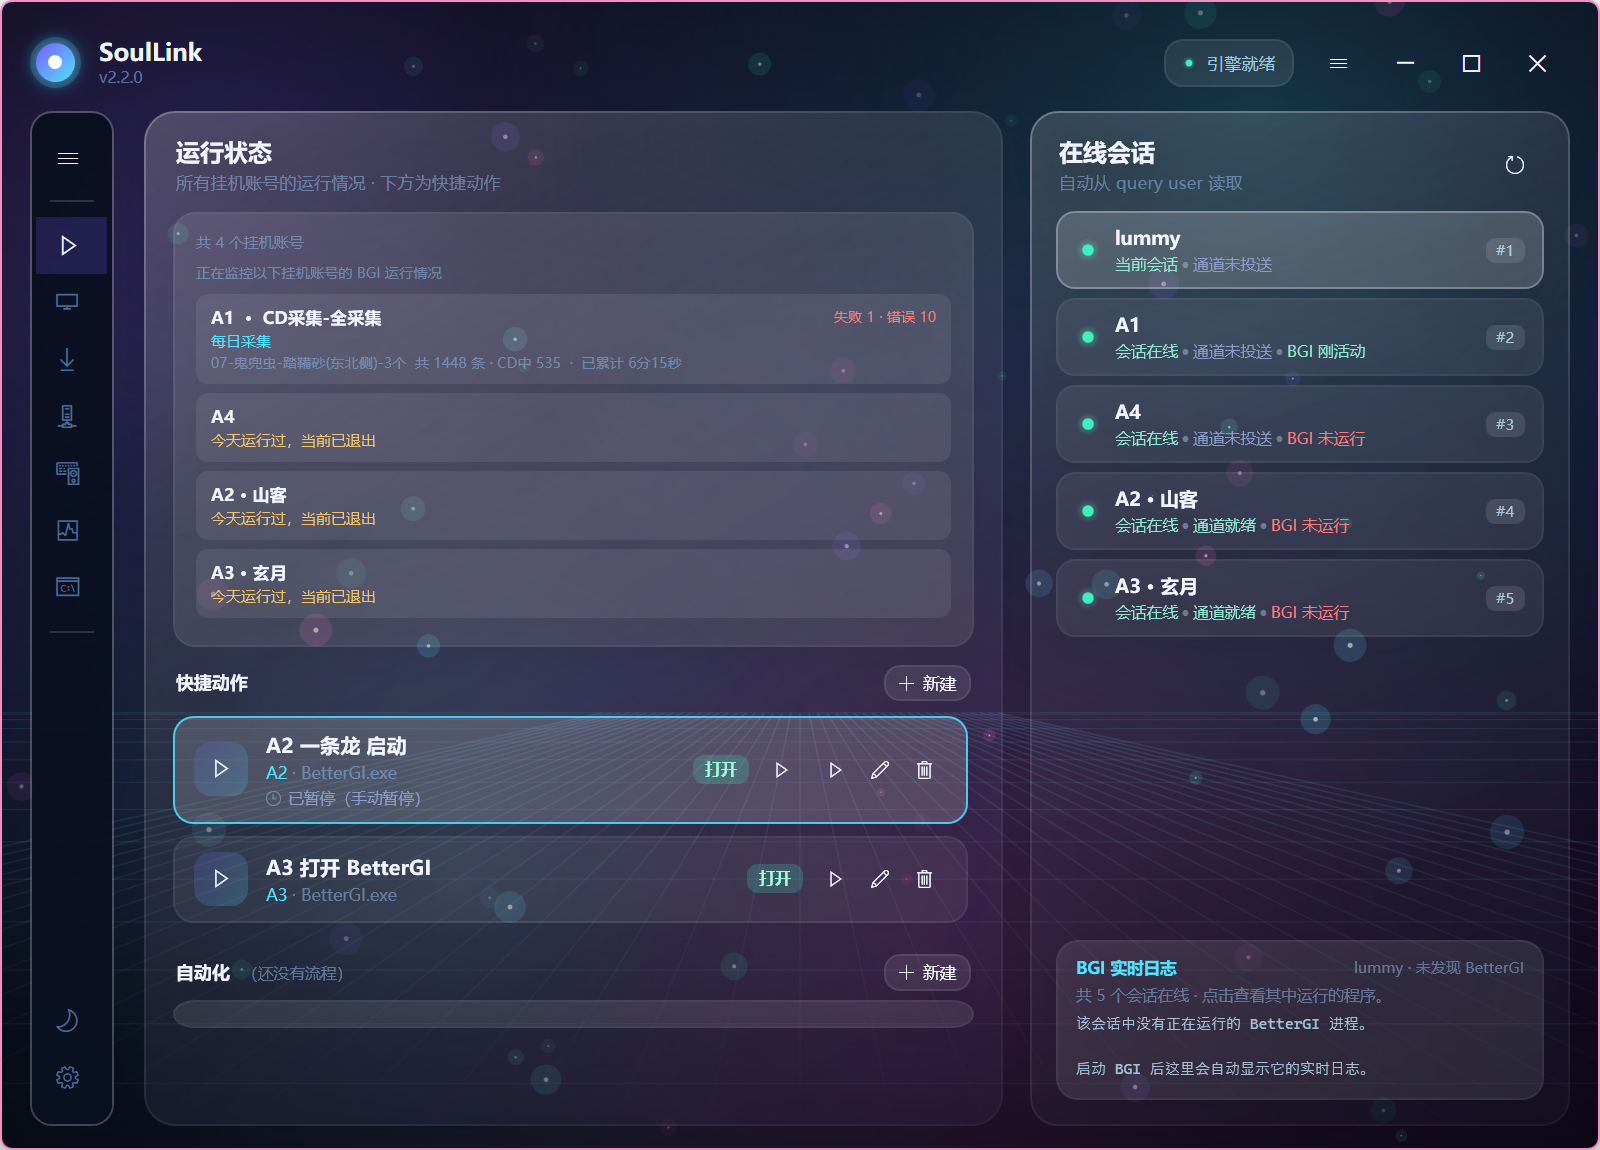 SoulLink
v2.2.0
引擎就绪
运行状态
所有挂机账号的运行情况 · 下方为快捷动作
共 4 个挂机账号
正在监控以下挂机账号的 BGI 运行情况
A1 • CD采集-全采集
失败 1 · 错误 10
每日采集
07-鬼兜虫-踏鞴砂(东北侧)-3个 共 1448 条 · CD中 535 · 已累计 6分15秒
A4
今天运行过，当前已退出
A2 • 山客
今天运行过，当前已退出
A3 • 玄月
今天运行过，当前已退出
快捷动作
新建
A2 一条龙 启动
A2 · BetterGI.exe
已暂停（手动暂停）
打开
A3 打开 BetterGI
A3 · BetterGI.exe
打开
自动化 （还没有流程）
新建
在线会话
自动从 query user 读取
lummy
当前会话 • 通道未投送
#1
A1
会话在线 • 通道未投送 • BGI 刚活动
#2
A4
会话在线 • 通道未投送 • BGI 未运行
#3
A2 • 山客
会话在线 • 通道就绪 • BGI 未运行
#4
A3 • 玄月
会话在线 • 通道就绪 • BGI 未运行
#5
BGI 实时日志
lummy · 未发现 BetterGI
共 5 个会话在线 · 点击查看其中运行的程序。
该会话中没有正在运行的 BetterGI 进程。
启动 BGI 后这里会自动显示它的实时日志。
C:\